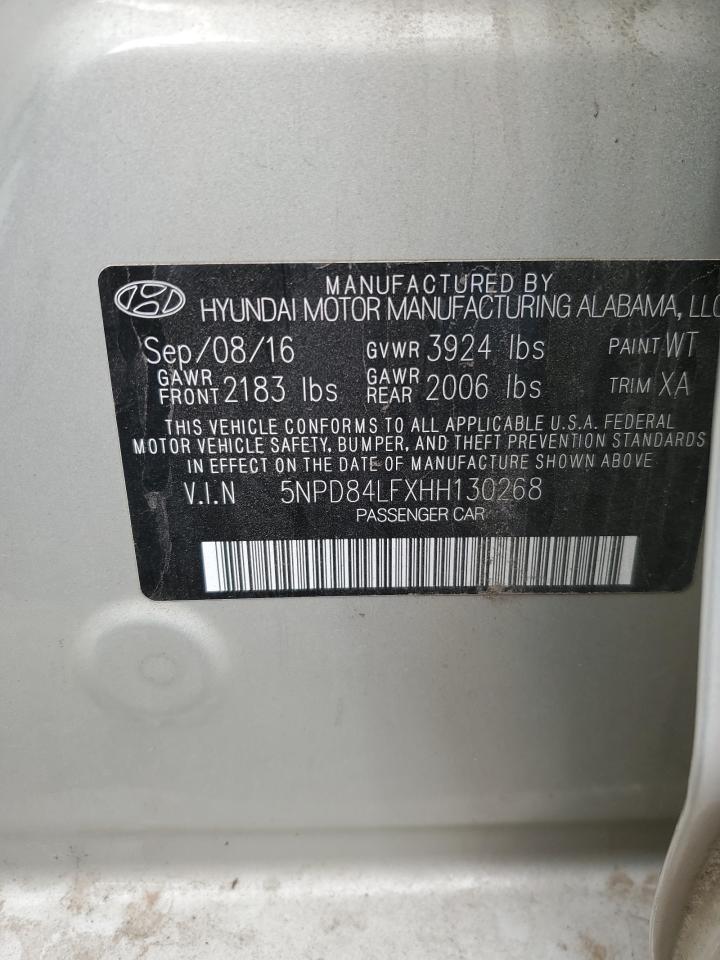 MANUFACTURED BY
HYUNDAI MOTOR MANUFACTURING ALABAMA, LLC
Sep/08/16 GVWR 3924 lbs PAINT WT
GAWR FRONT 2183 lbs GAWR REAR 2006 lbs TRIM XA
THIS VEHICLE CONFORMS TO ALL APPLICABLE U.S.A. FEDERAL
MOTOR VEHICLE SAFETY, BUMPER, AND THEFT PREVENTION STANDARDS
IN EFFECT ON THE DATE OF MANUFACTURE SHOWN ABOVE
V.I.N 5NPD84LFXHH130268
PASSENGER CAR